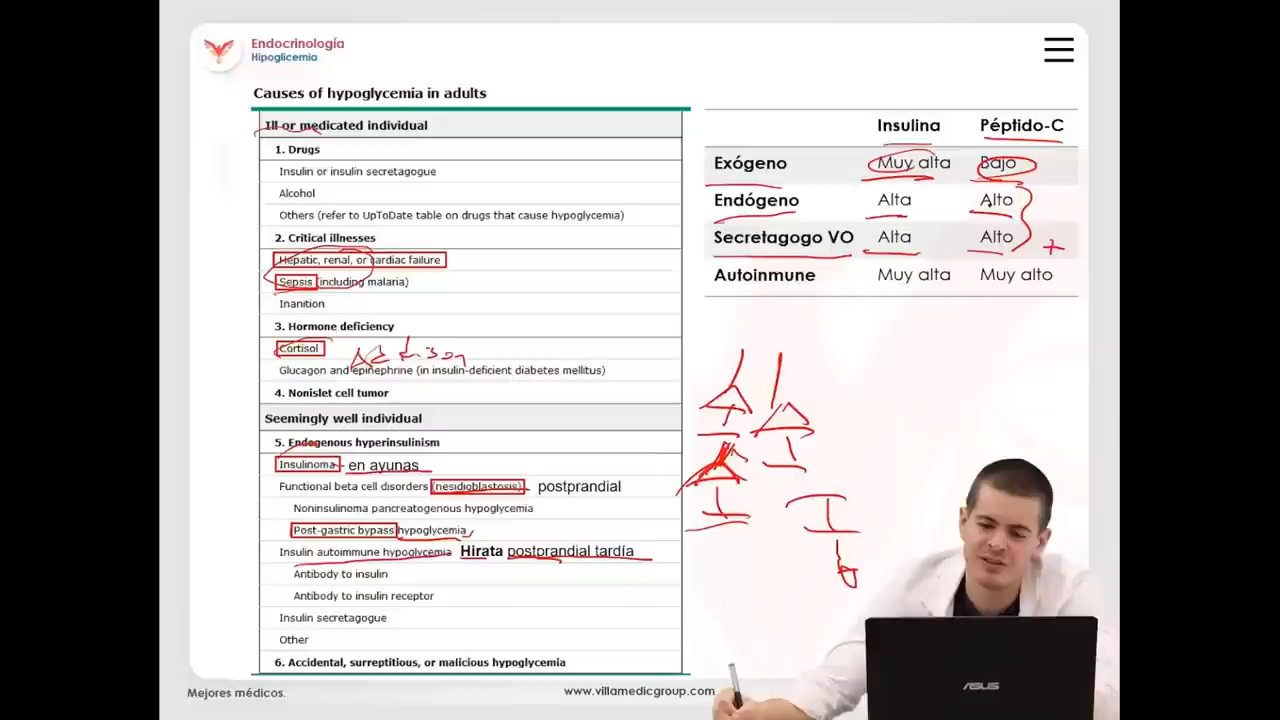 Endocrinología
Hipoglicemia
Causes of hypoglycemia in adults
Ill or medicated individual
1. Drugs
Insulin or insulin secretagogue
Alcohol
Others (refer to UpToDate table on drugs that cause hypoglycemia)
2. Critical illnesses
Hepatic, renal, or cardiac failure
Sepsis (including malaria)
Inanition
3. Hormone deficiency
Cortisol
Glucagon and epinephrine (in insulin-deficient diabetes mellitus)
4. Nonislet cell tumor
Seemingly well individual
5. Endogenous hyperinsulinism
Insulinoma - en ayunas
Functional beta cell disorders (nesidioblastosis) postprandial
Noninsulinoma pancreatogenous hypoglycemia
Post-gastric bypass hypoglycemia
Insulin autoimmune hypoglycemia Hirata postprandial tardía
Antibody to insulin
Antibody to insulin receptor
Insulin secretagogue
Other
6. Accidental, surreptitious, or malicious hypoglycemia
Insulina Péptido-C
Exógeno Muy alta Bajo
Endógeno Alta Alto
Secretagogo VO Alta Alto
Autoinmune Muy alta Muy alto
Mejores médicos.
www.villamedicgroup.com
ASUS